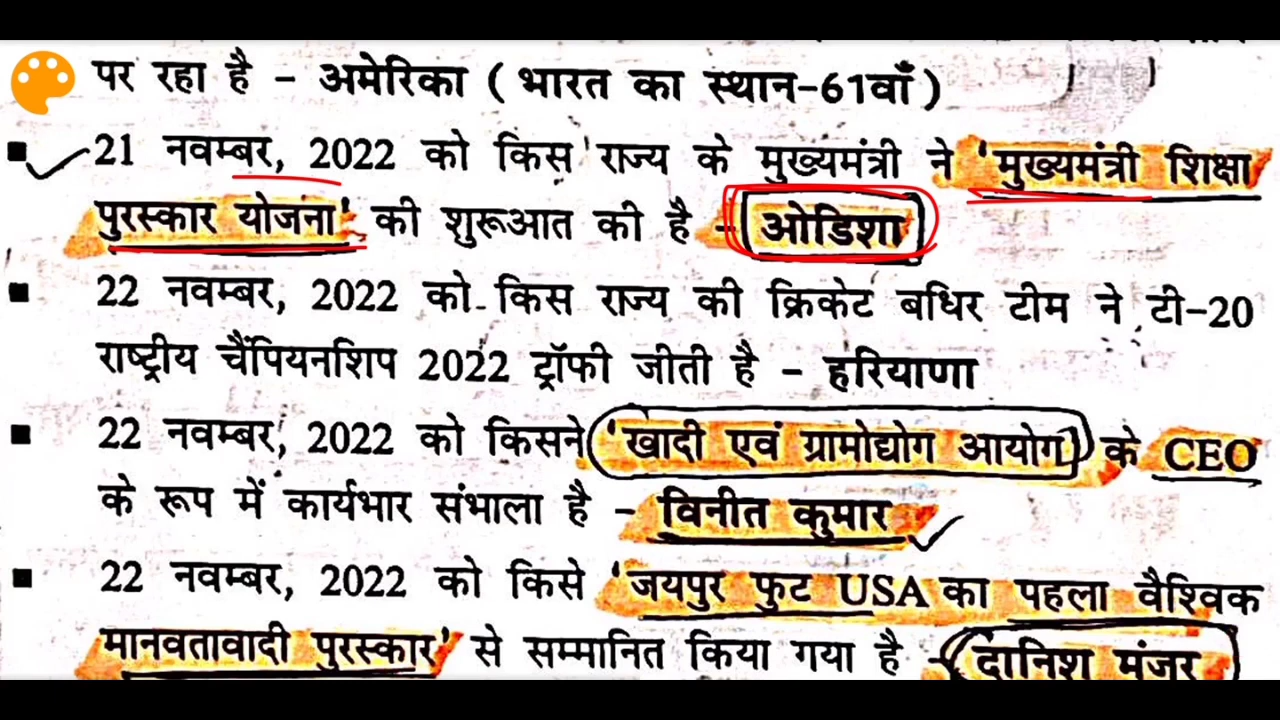 पर रहा है - अमेरिका ( भारत का स्थान-61वाँ )
21 नवम्बर, 2022 को किस राज्य के मुख्यमंत्री ने 'मुख्यमंत्री शिक्षा
पुरस्कार योजना' की शुरूआत की है - ओडिशा
22 नवम्बर, 2022 को किस राज्य की क्रिकेट बधिर टीम ने टी-20
राष्ट्रीय चैंपियनशिप 2022 ट्रॉफी जीती है - हरियाणा
22 नवम्बर, 2022 को किसने 'खादी एवं ग्रामोद्योग आयोग' के CEO
के रूप में कार्यभार संभाला है - विनीत कुमार
22 नवम्बर, 2022 को किसे 'जयपुर फुट USA का पहला वैश्विक
मानवतावादी पुरस्कार' से सम्मानित किया गया है - दानिश मंजर